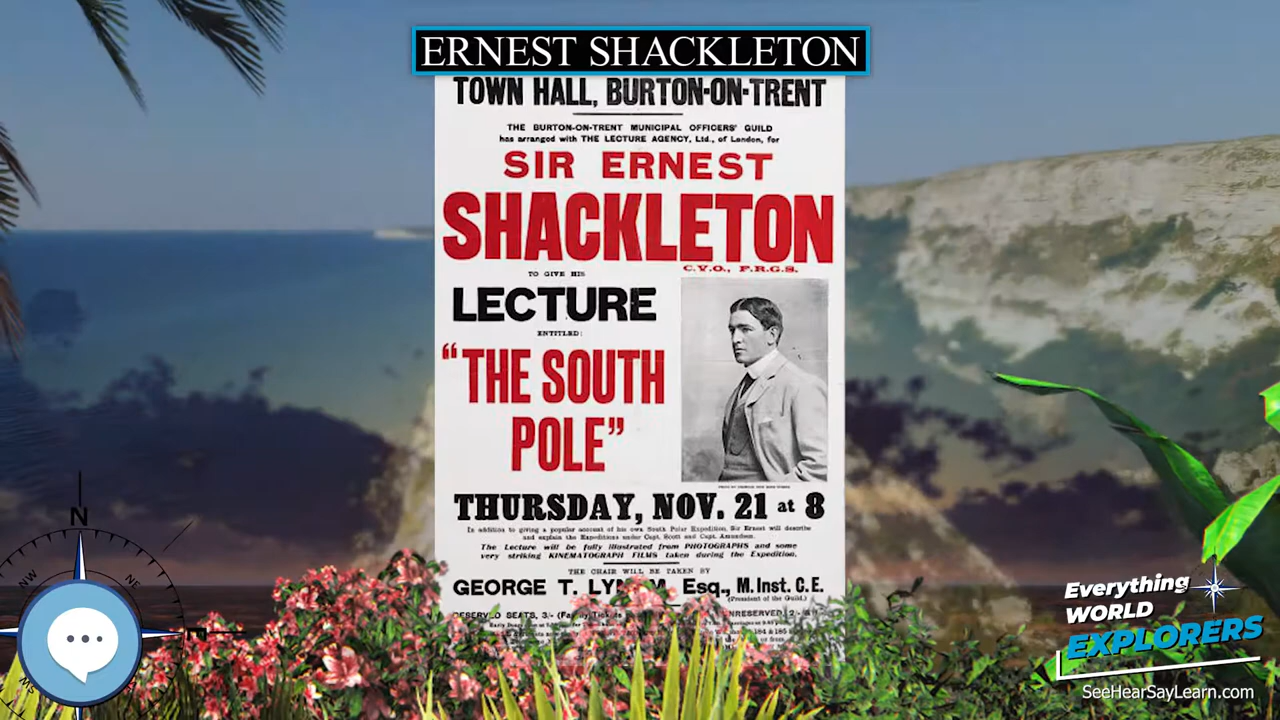 ERNEST SHACKLETON
TOWN HALL, BURTON-ON-TRENT
THE BURTON-ON-TRENT MUNICIPAL OFFICERS' GUILD
has arranged with THE LECTURE AGENCY, Ltd., of London, for
SIR ERNEST
SHACKLETON
C.V.O., F.R.G.S.
TO GIVE HIS
LECTURE
ENTITLED:
"THE SOUTH
POLE"
THURSDAY, NOV. 21 at 8
In addition to giving a popular account of his own South Polar Expedition, Sir Ernest will describe
and explain the Expeditions under Capt. Scott and Capt. Amundsen.
The Lecture will be fully illustrated from PHOTOGRAPHS and some
very striking KINEMATOGRAPH FILMS taken during the Expedition.
THE CHAIR WILL BE TAKEN BY
GEORGE T. Esq., M. Inst. C.E.
(President of the Guild.)
SEATS, 3/-
N
NE
NW
Everything
WORLD
EXPLORERS
SeeHearSayLearn.com